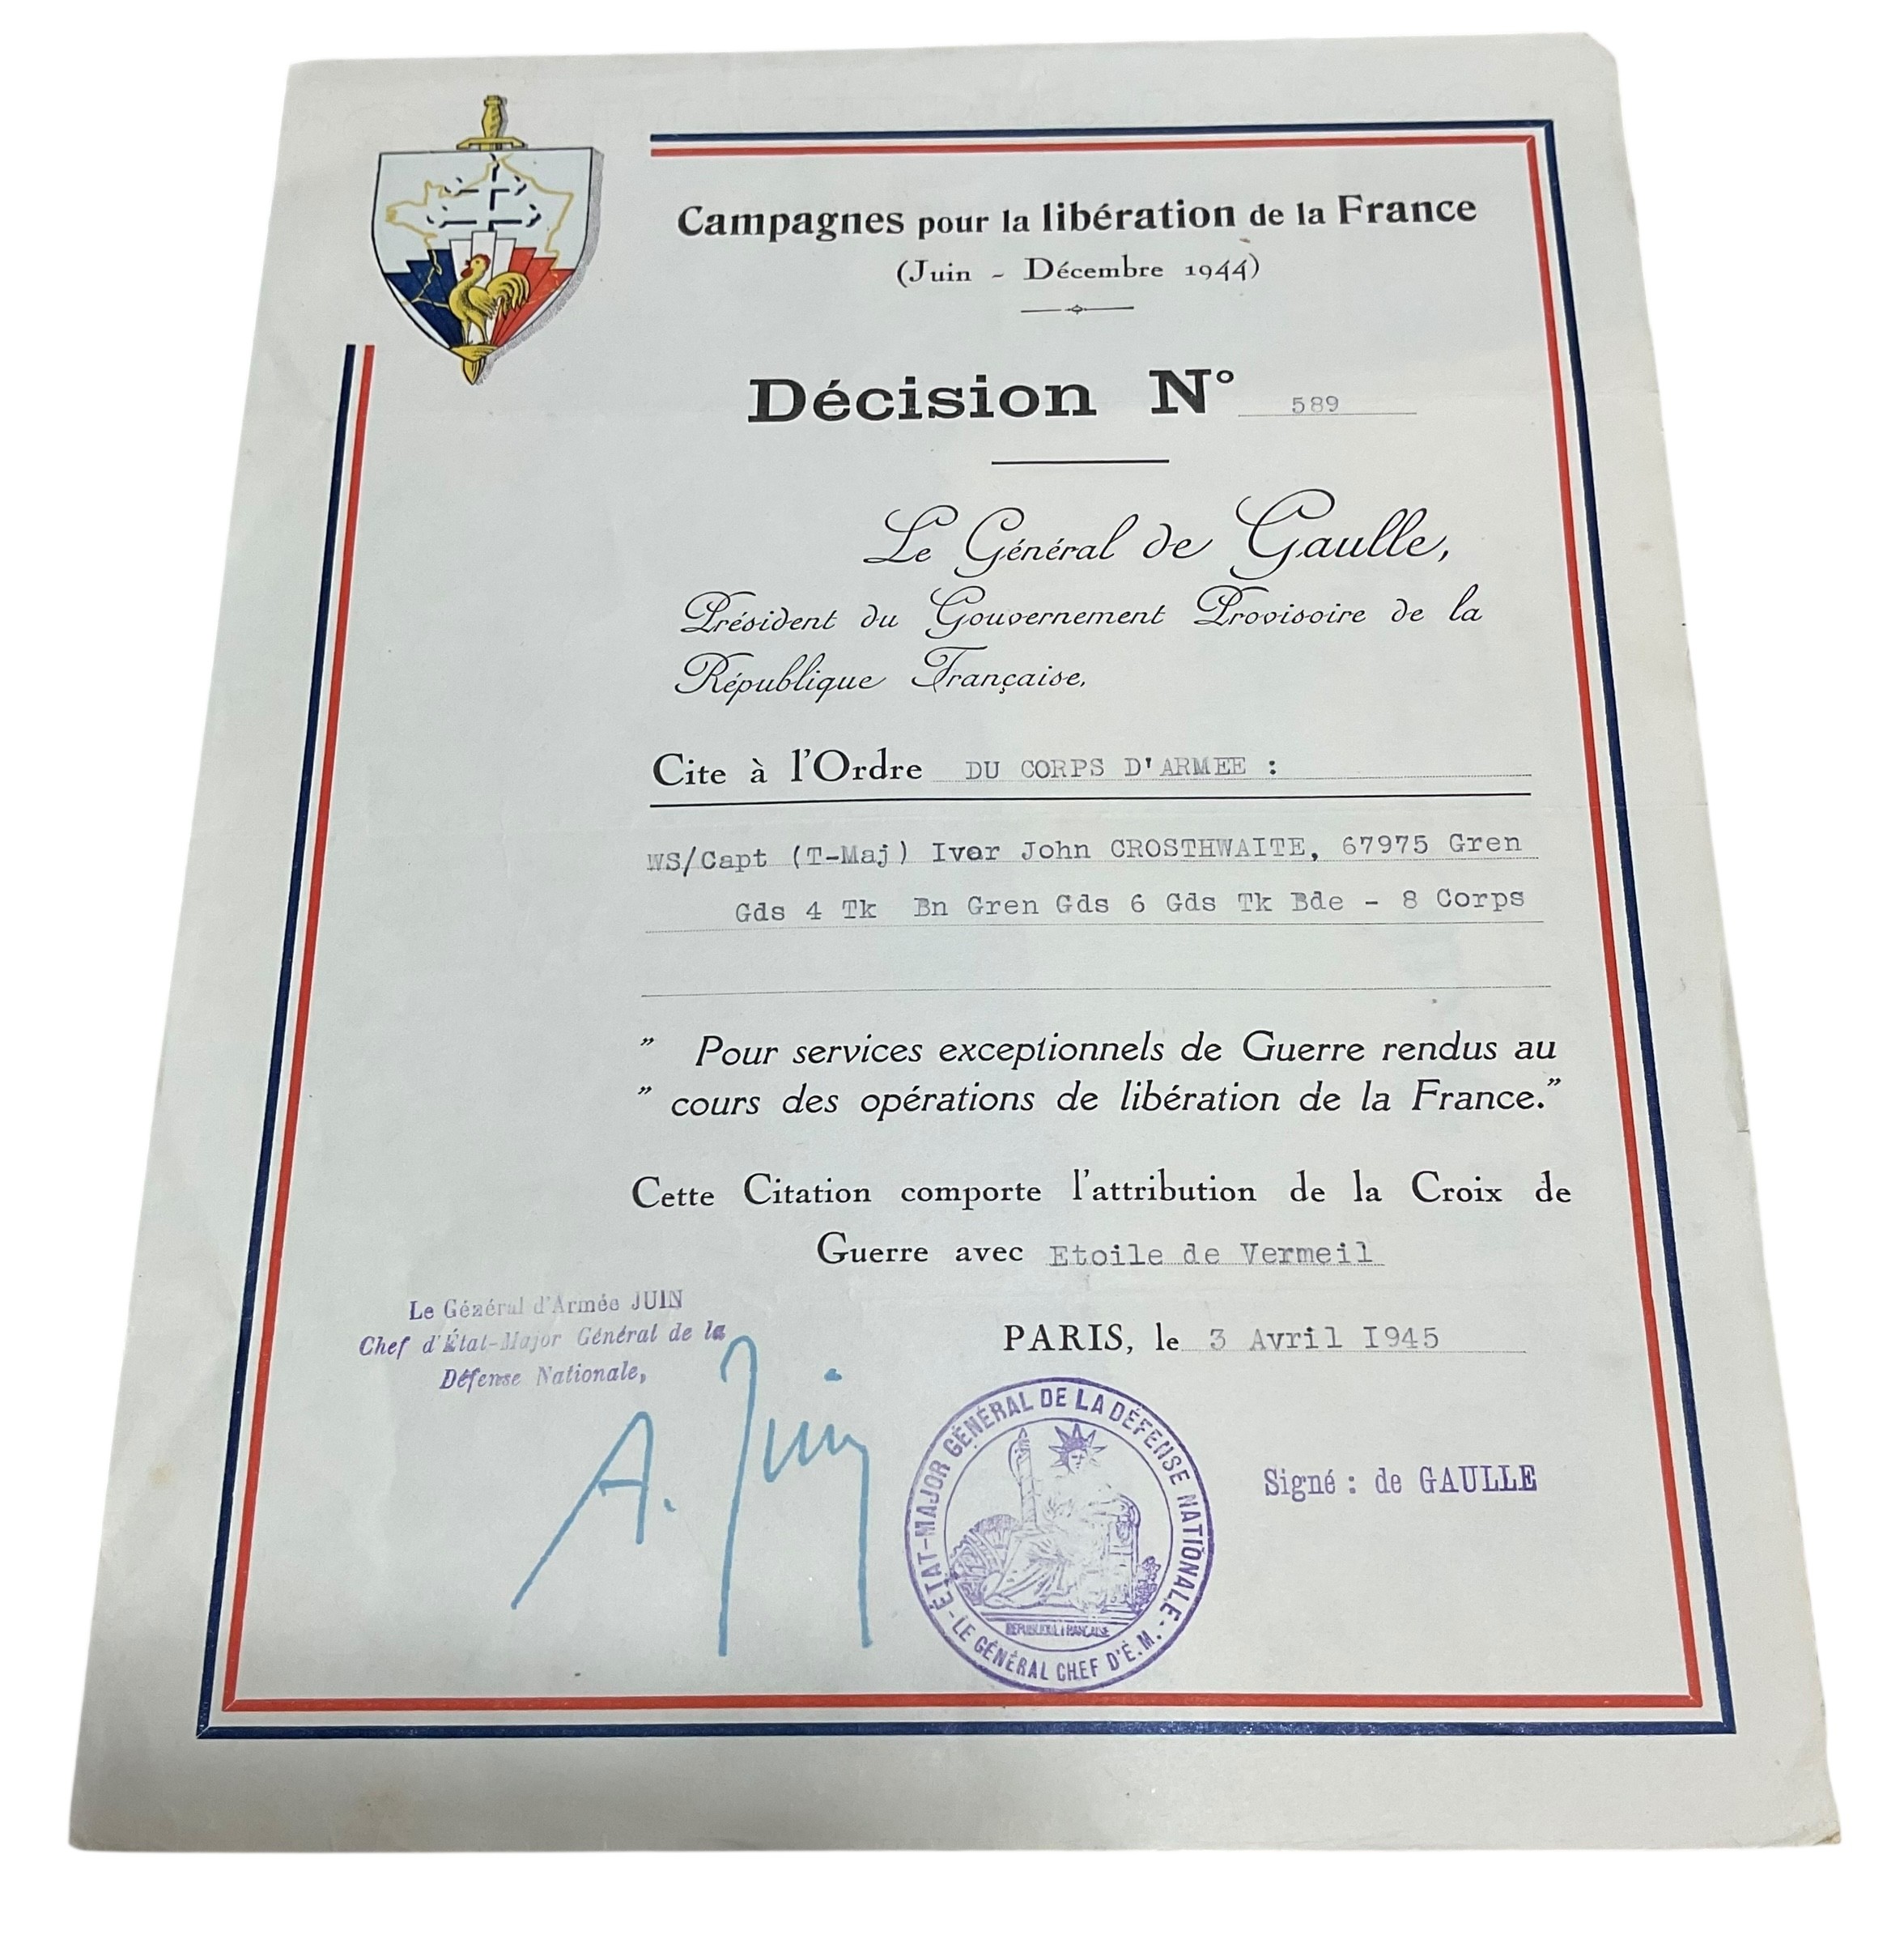 Campagnes pour la libération de la France
(Juin - Décembre 1944)
Décision N° 589
Le Général de Gaulle,
Président du Gouvernement Provisoire de la
République Française,
Cite à l'Ordre DU CORPS D'ARMEE :
WS/Capt (T-Maj) Iver John CROSTHWAITE, 67975 Gren
Gds 4 Tk Bn Gren Gds 6 Gds Tk Bde - 8 Corps
" Pour services exceptionnels de Guerre rendus au
" cours des opérations de libération de la France."
Cette Citation comporte l'attribution de la Croix de
Guerre avec Etoile de Vermeil
Le Général d'Armée JUIN
Chef d'État-Major Général de la
Défense Nationale,
PARIS, le 3 Avril I945
A. Juin
ÉTAT-MAJOR GÉNÉRAL DE LA DÉFENSE NATIONALE
- LE GÉNÉRAL CHEF D'É.M. -
REPUBLIQUE FRANCAISE
Signé : de GAULLE